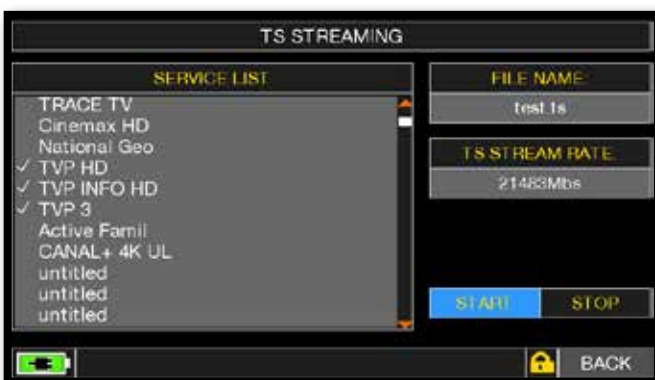 TS STREAMING
SERVICE LIST
TRACE TV
Cinemax HD
National Geo
✓ TVP HD
✓ TVP INFO HD
✓ TVP 3
Active Famil
CANAL+ 4K UL
untitled
untitled
untitled
FILE NAME:
test.ts
TS STREAM RATE:
21483Mbs
START STOP
BACK